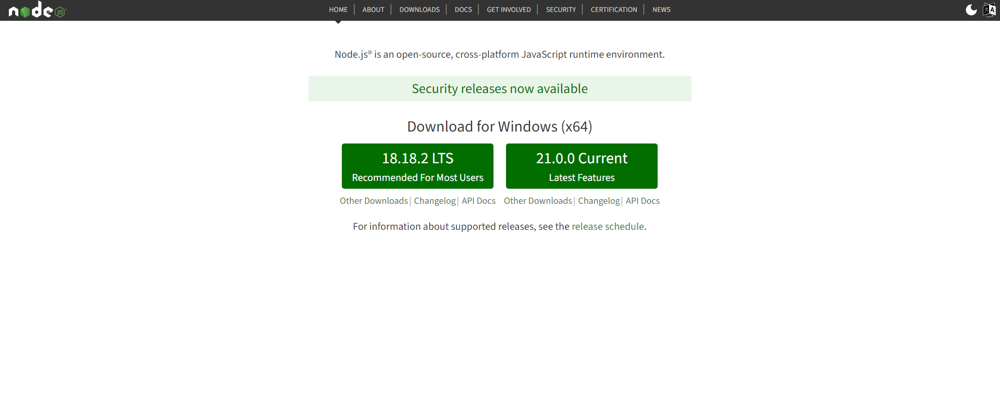 node JS
HOME | ABOUT | DOWNLOADS | DOCS | GET INVOLVED | SECURITY | CERTIFICATION | NEWS
Node.js® is an open-source, cross-platform JavaScript runtime environment.
Security releases now available
Download for Windows (x64)
18.18.2 LTS
Recommended For Most Users
21.0.0 Current
Latest Features
Other Downloads | Changelog | API Docs
Other Downloads | Changelog | API Docs
For information about supported releases, see the release schedule.